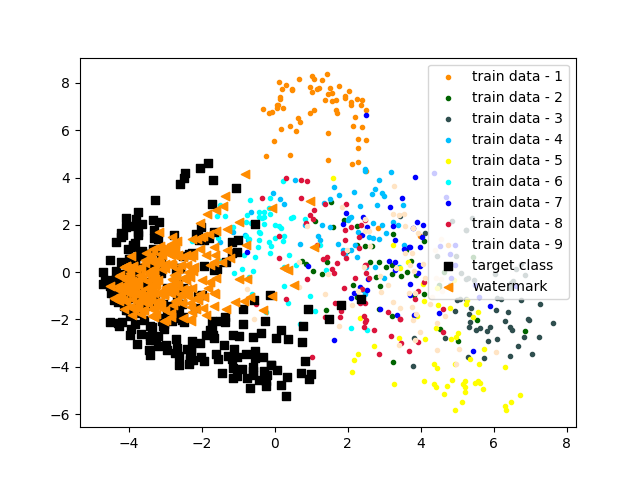 train data - 1
train data - 2
train data - 3
train data - 4
train data - 5
train data - 6
train data - 7
train data - 8
train data - 9
target class
watermark
8
6
4
2
0
−2
−4
−6
−4 −2 0 2 4 6 8